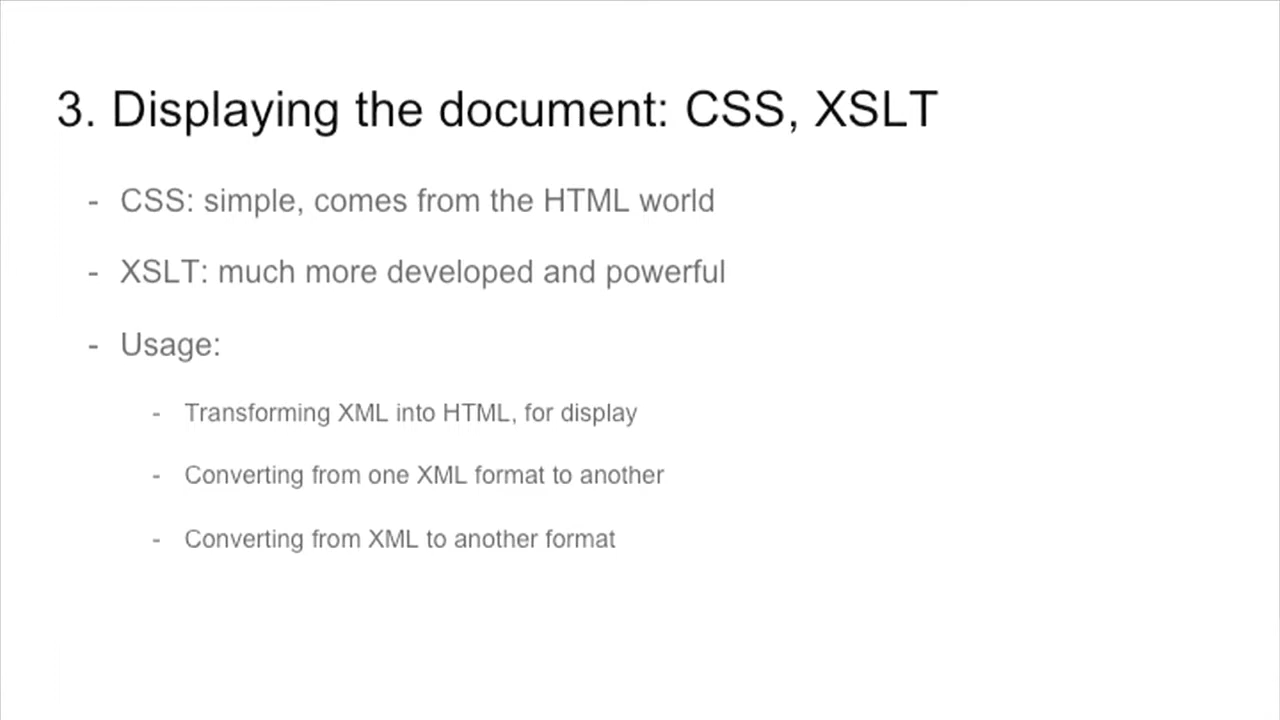 3. Displaying the document: CSS, XSLT
- CSS: simple, comes from the HTML world
- XSLT: much more developed and powerful
- Usage:
- Transforming XML into HTML, for display
- Converting from one XML format to another
- Converting from XML to another format